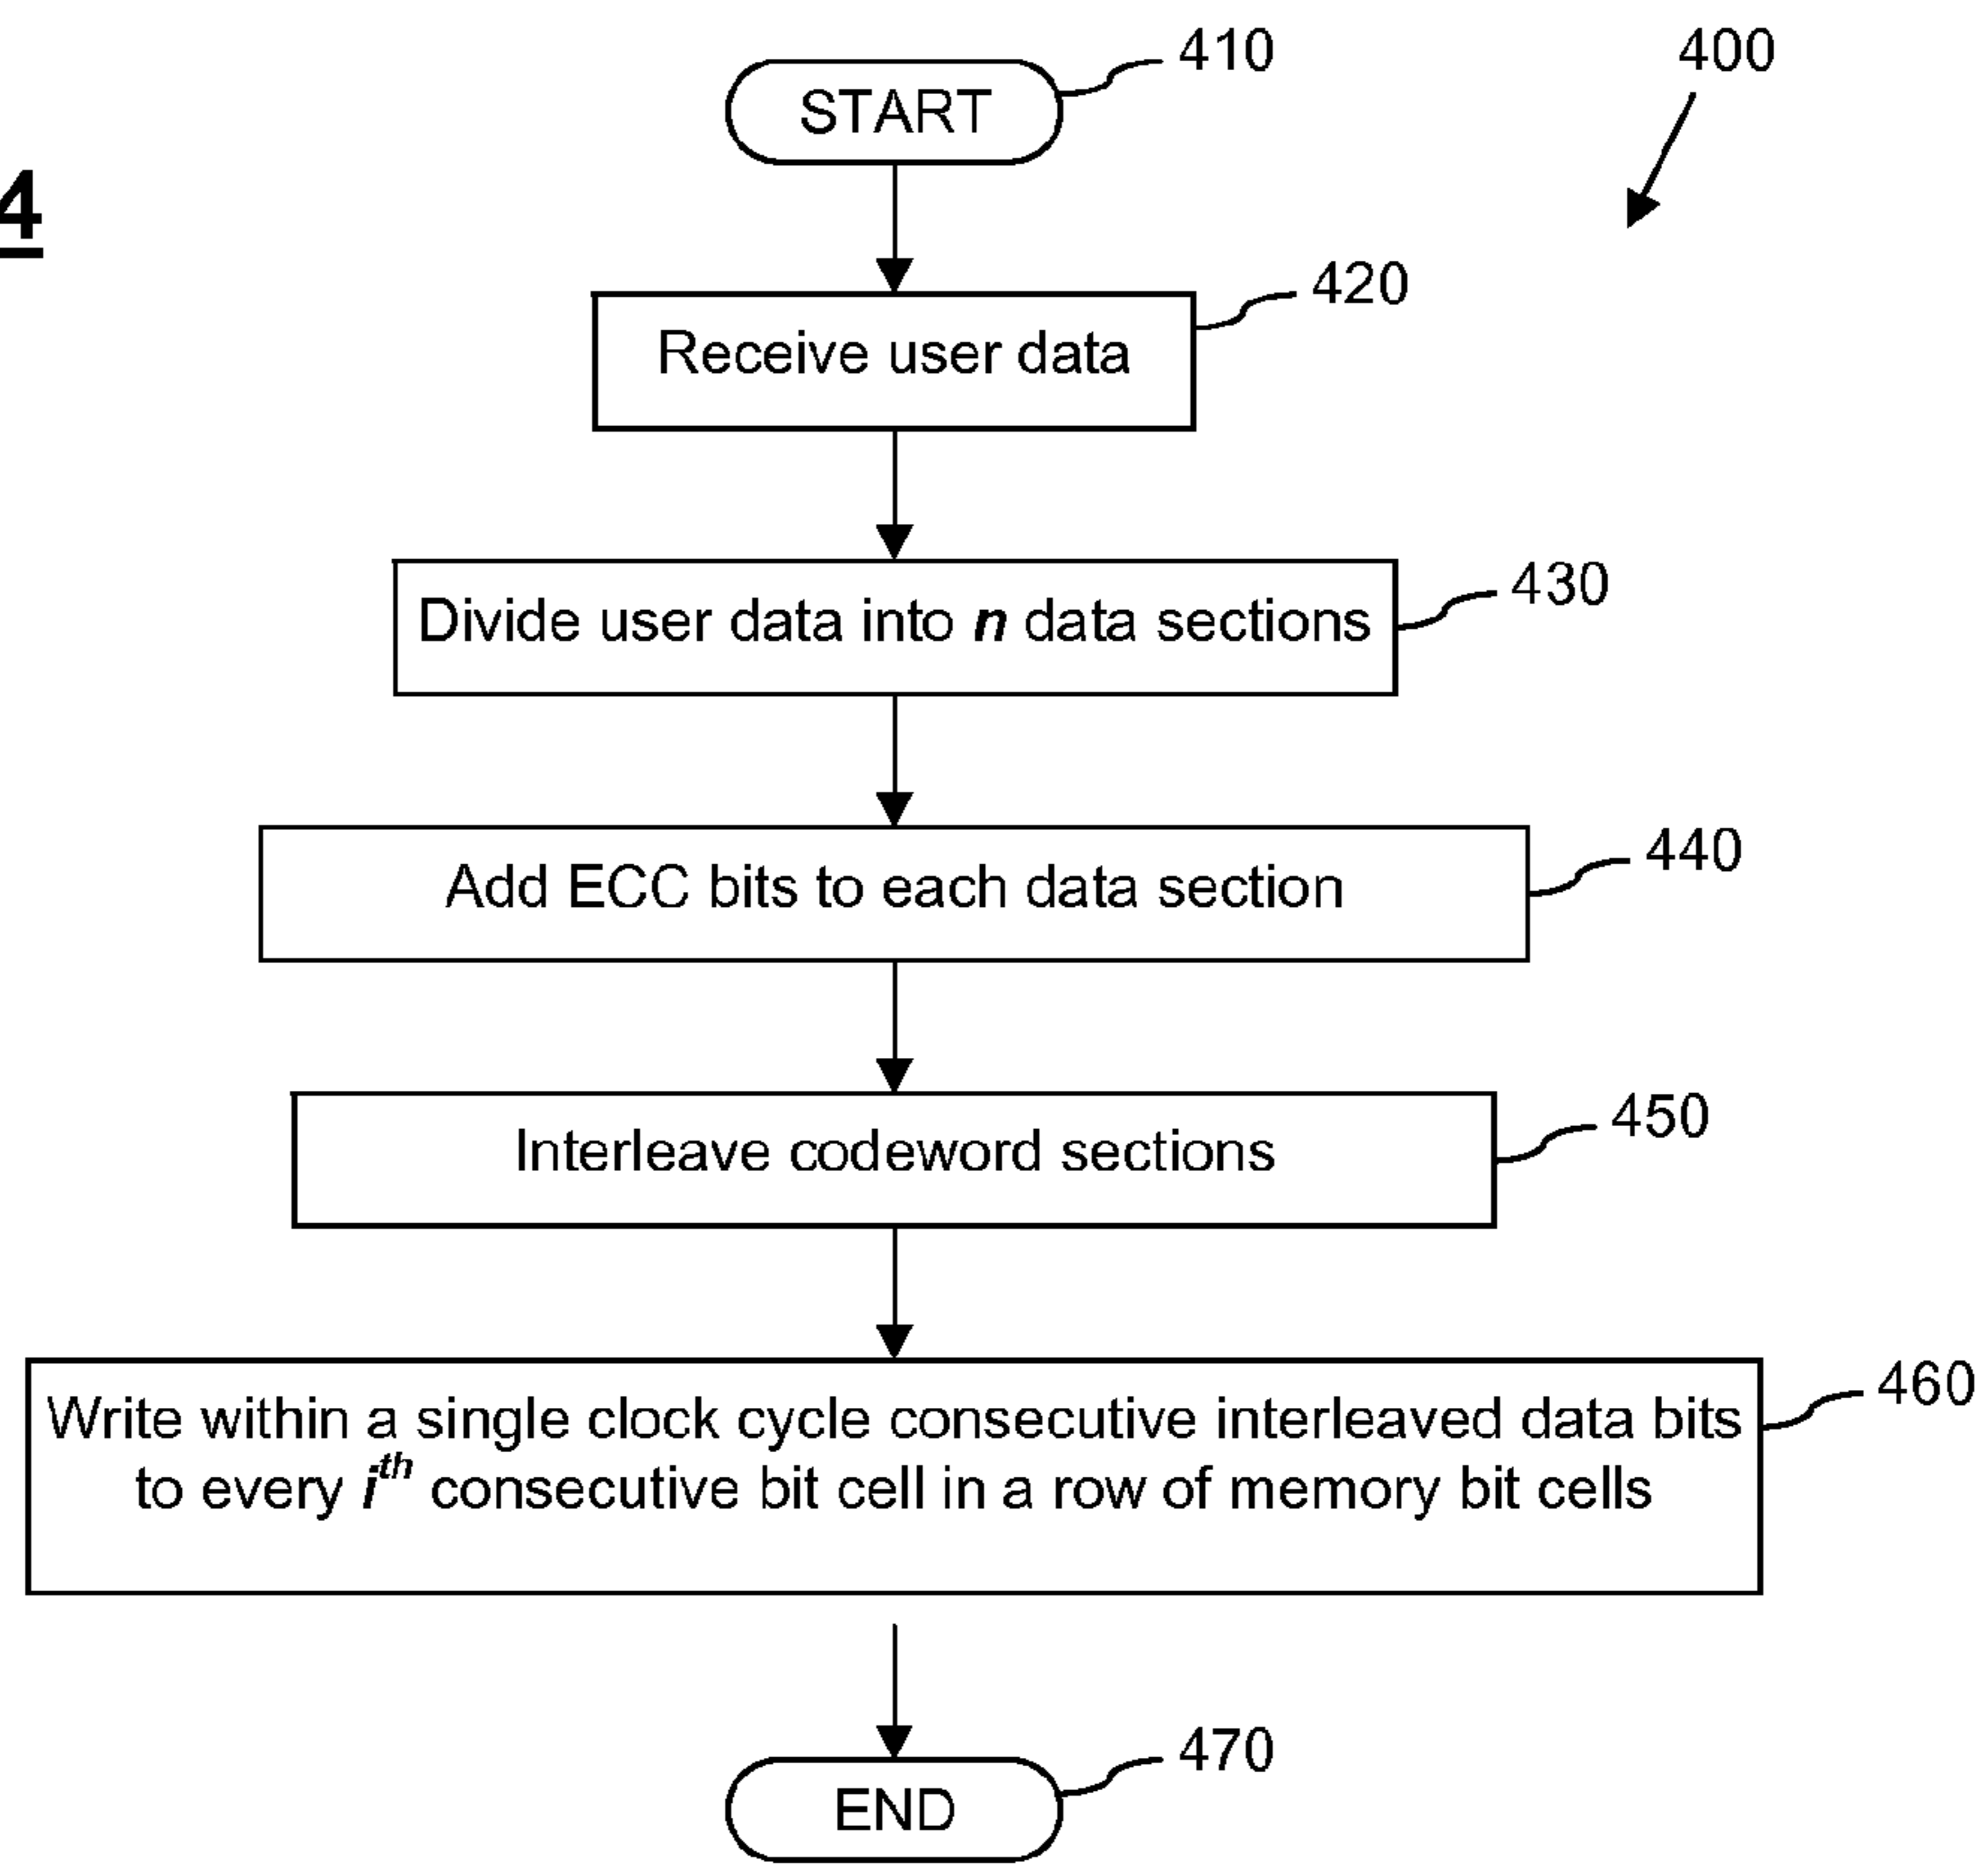 410
400
START
4
420
Receive user data
430
Divide user data into n data sections
440
Add ECC bits to each data section
450
Interleave codeword sections
460
Write within a single clock cycle consecutive interleaved data bits
to every i^th consecutive bit cell in a row of memory bit cells
470
END